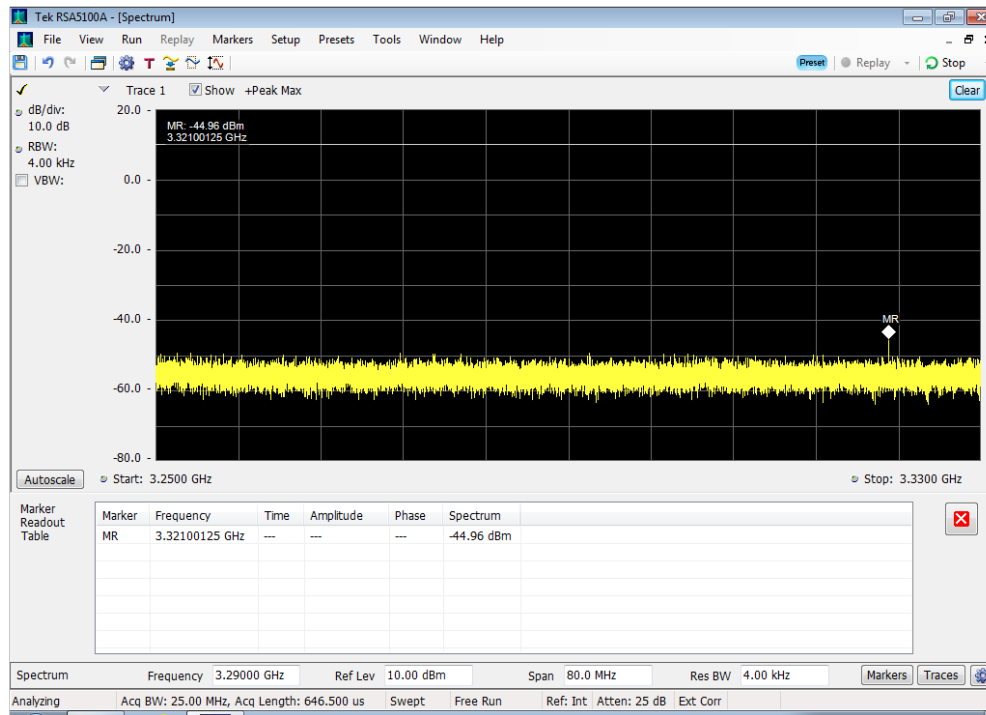 Tek RSA5100A - [Spectrum]
File View Run Replay Markers Setup Presets Tools Window Help
T Preset Replay Stop
Trace 1 Show +Peak Max Clear
dB/div:
10.0 dB
RBW:
4.00 kHz
VBW:
20.0
MR: -44.96 dBm
3.32100125 GHz
0.0
-20.0
-40.0
MR
-60.0
-80.0
Autoscale Start: 3.2500 GHz Stop: 3.3300 GHz
Marker
Readout
Table
Marker Frequency Time Amplitude Phase Spectrum
MR 3.32100125 GHz --- --- --- -44.96 dBm
Spectrum Frequency 3.29000 GHz Ref Lev 10.00 dBm Span 80.0 MHz Res BW 4.00 kHz Markers Traces
Analyzing Acq BW: 25.00 MHz, Acq Length: 646.500 us Swept Free Run Ref: Int Atten: 25 dB Ext Corr